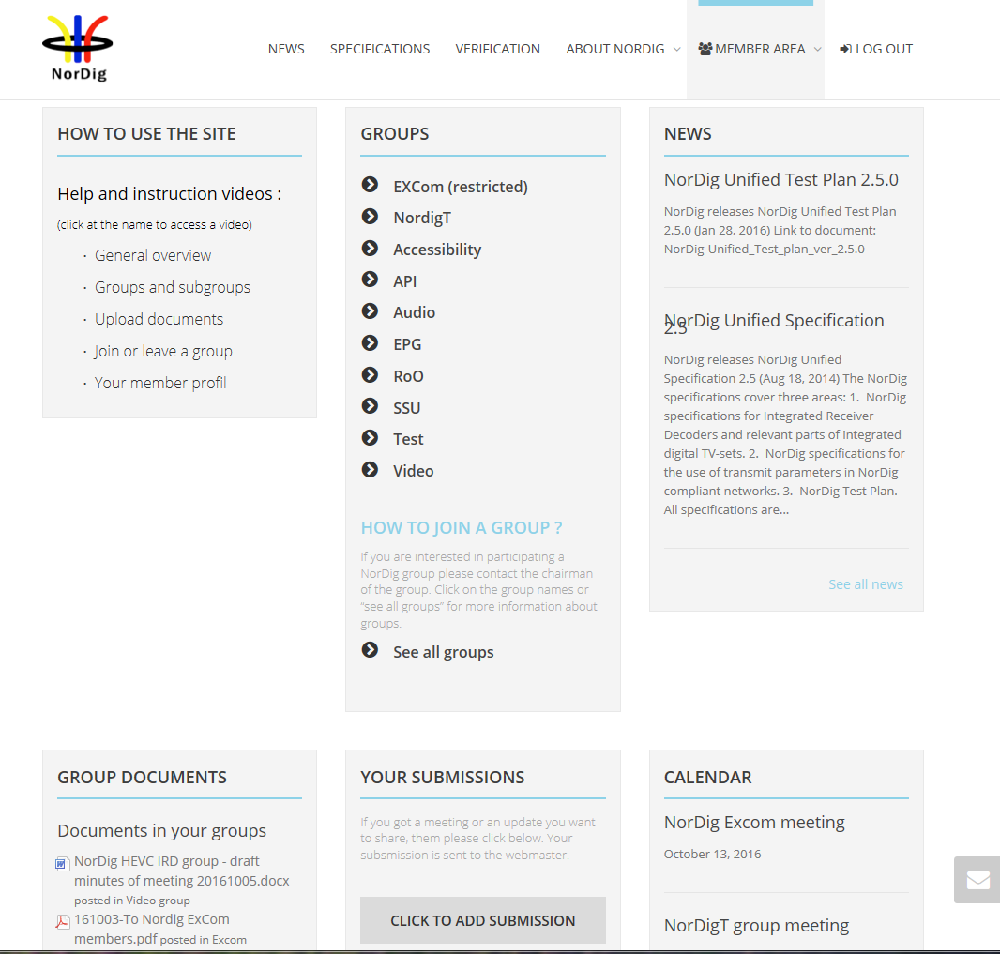 NorDig
NEWS
SPECIFICATIONS
VERIFICATION
ABOUT NORDIG
MEMBER AREA
LOG OUT
HOW TO USE THE SITE
Help and instruction videos :
(click at the name to access a video)
· General overview
· Groups and subgroups
· Upload documents
· Join or leave a group
· Your member profil
GROUPS
EXCom (restricted)
NordigT
Accessibility
API
Audio
EPG
RoO
SSU
Test
Video
HOW TO JOIN A GROUP ?
If you are interested in participating a
NorDig group please contact the chairman
of the group. Click on the group names or
“see all groups” for more information about
groups.
See all groups
NEWS
NorDig Unified Test Plan 2.5.0
NorDig releases NorDig Unified Test Plan
2.5.0 (Jan 28, 2016) Link to document:
NorDig-Unified_Test_plan_ver_2.5.0
NorDig Unified Specification
2.5
NorDig releases NorDig Unified
Specification 2.5 (Aug 18, 2014) The NorDig
specifications cover three areas: 1.  NorDig
specifications for Integrated Receiver
Decoders and relevant parts of integrated
digital TV-sets. 2.  NorDig specifications for
the use of transmit parameters in NorDig
compliant networks. 3.  NorDig Test Plan.
All specifications are...
See all news
GROUP DOCUMENTS
Documents in your groups
NorDig HEVC IRD group - draft
minutes of meeting 20161005.docx
posted in Video group
161003-To Nordig ExCom
members.pdf posted in Excom
YOUR SUBMISSIONS
If you got a meeting or an update you want
to share, them please click below. Your
subsmission is sent to the webmaster.
CLICK TO ADD SUBMISSION
CALENDAR
NorDig Excom meeting
October 13, 2016
NorDigT group meeting